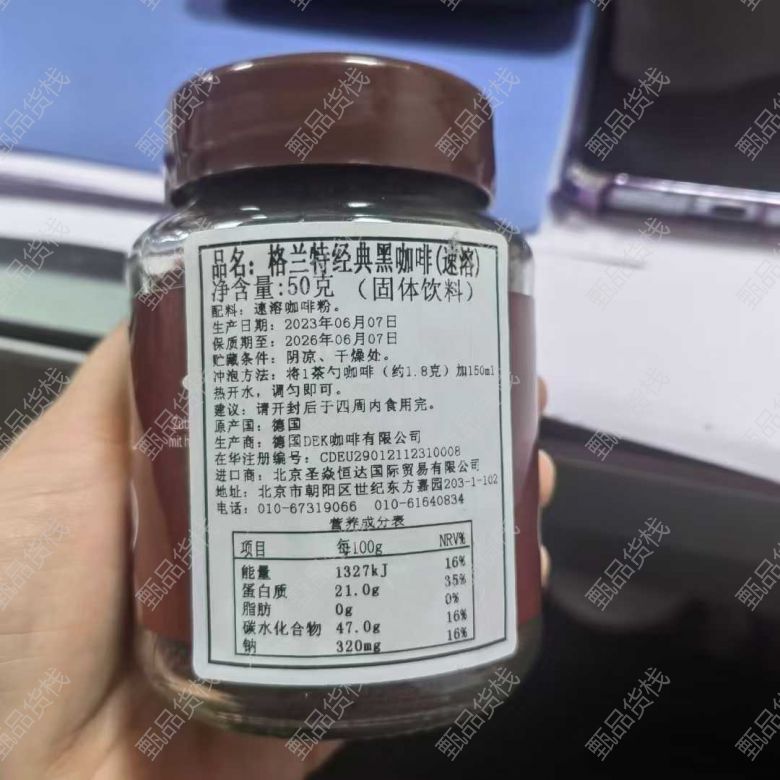 品名：格兰特经典黑咖啡(速溶)
净含量:50克 （固体饮料）
配料：速溶咖啡粉。
生产日期：2023年06月07日
保质期至：2026年06月07日
贮藏条件：阴凉、干燥处。
冲泡方法：将1茶勺咖啡（约1.8克）加150ml
热开水，调匀即可。
建议：请开封后于四周内食用完。
原产国：德国
生产商：德国DEK咖啡有限公司
在华注册编号：CDEU29012112310008
进口商：北京圣焱恒达国际贸易有限公司
地址：北京市朝阳区世纪东方嘉园203-1-102
电话：010-67319066 010-61640834
营养成分表
项目 每100g NRV%
能量 1327kJ 16%
蛋白质 21.0g 35%
脂肪 0g 0%
碳水化合物 47.0g 16%
钠 320mg 16%
甄品货栈